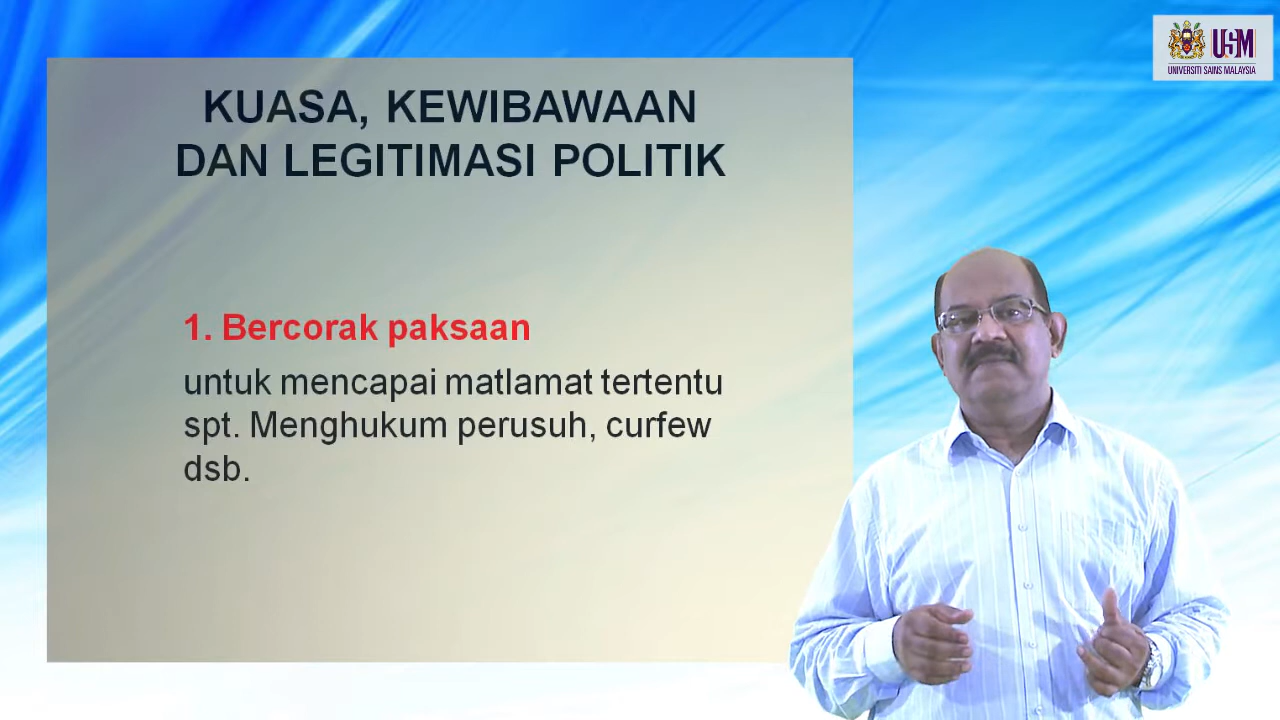 KUASA, KEWIBAWAAN
DAN LEGITIMASI POLITIK
1. Bercorak paksaan
untuk mencapai matlamat tertentu
spt. Menghukum perusuh, curfew
dsb.
USM
UNIVERSITI SAINS MALAYSIA